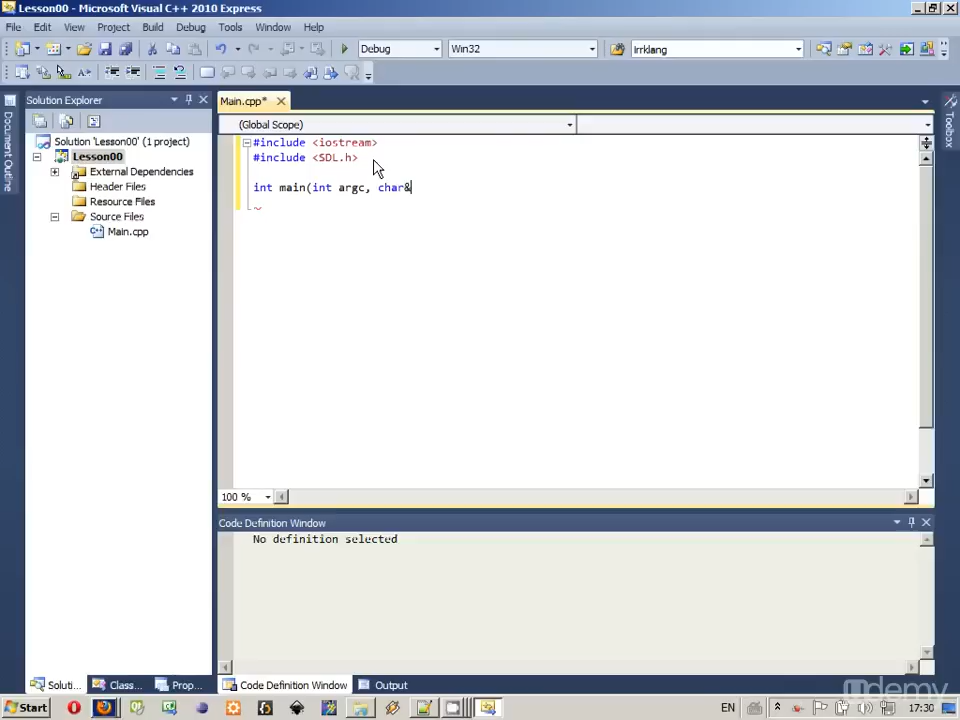 Lesson00 - Microsoft Visual C++ 2010 Express
File Edit View Project Build Debug Tools Window Help
Debug Win32 Irrklang
Document Outline
Solution Explorer
Solution 'Lesson00' (1 project)
Lesson00
External Dependencies
Header Files
Resource Files
Source Files
Main.cpp
Main.cpp*
(Global Scope)
#include <iostream>
#include <SDL.h>
int main(int argc, char&
100 %
Toolbox
Code Definition Window
No definition selected
Soluti... Class... Prop... Code Definition Window Output
udemy
Start EN 17:30